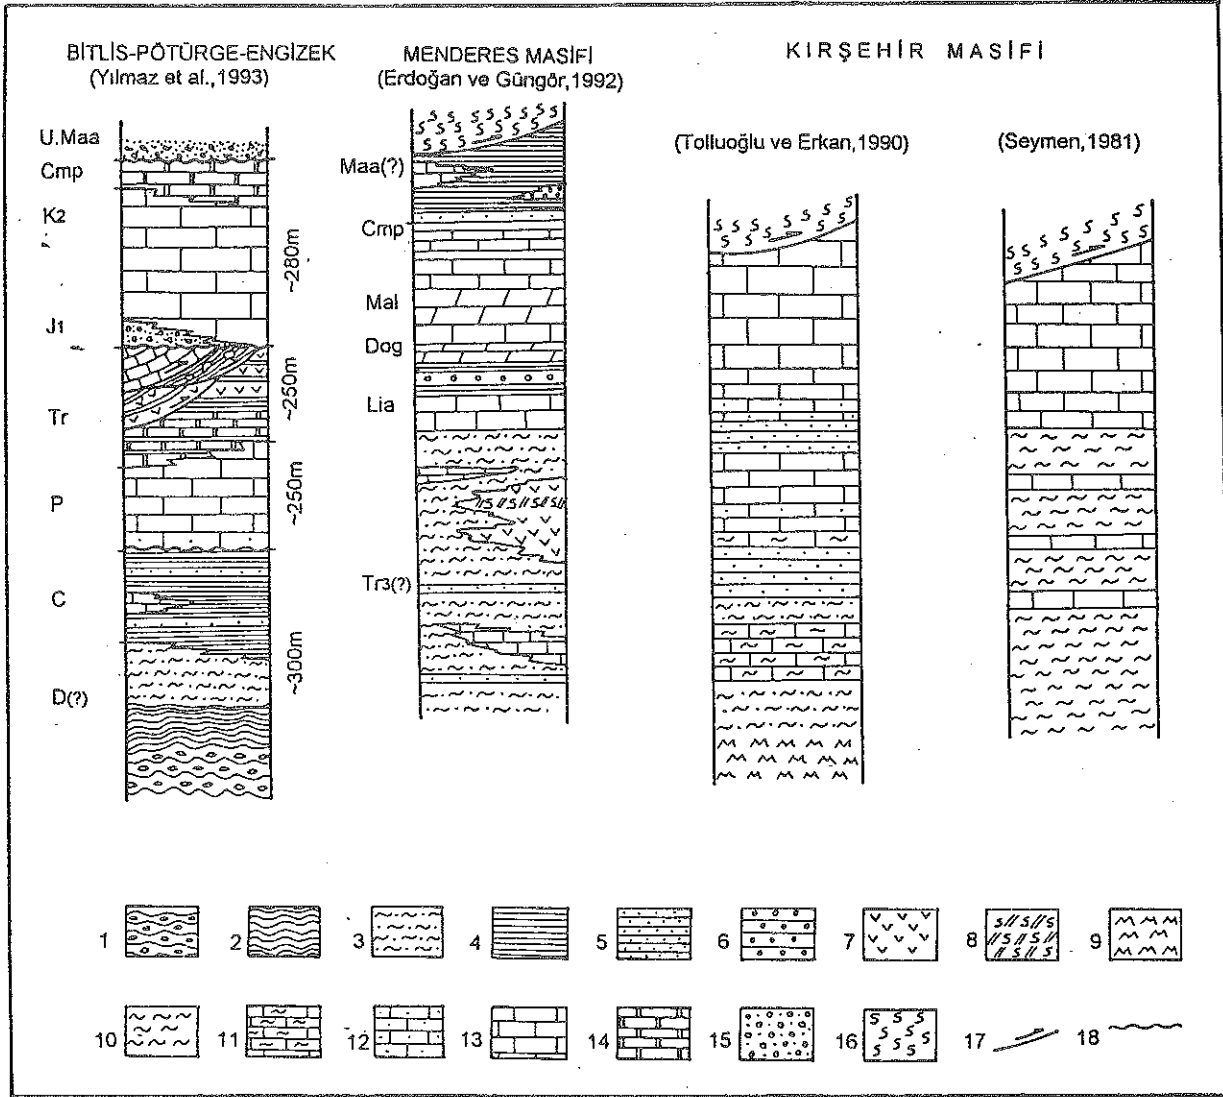 BİTLİS-PÖTÜRGE-ENGİZEK
(Yılmaz et al.,1993)
MENDERES MASİFİ
(Erdoğan ve Güngör,1992)
KIRŞEHİR MASİFİ
(Tolluoğlu ve Erkan,1990)
(Seymen,1981)
U.Maa
Cmp
K2
J1
Tr
P
C
D(?)
~280m
~250m
~250m
~300m
Maa(?)
Cmp
Mal
Dog
Lia
Tr3(?)
1
2
3
4
5
6
7
8
9
10
11
12
13
14
15
16
17
18